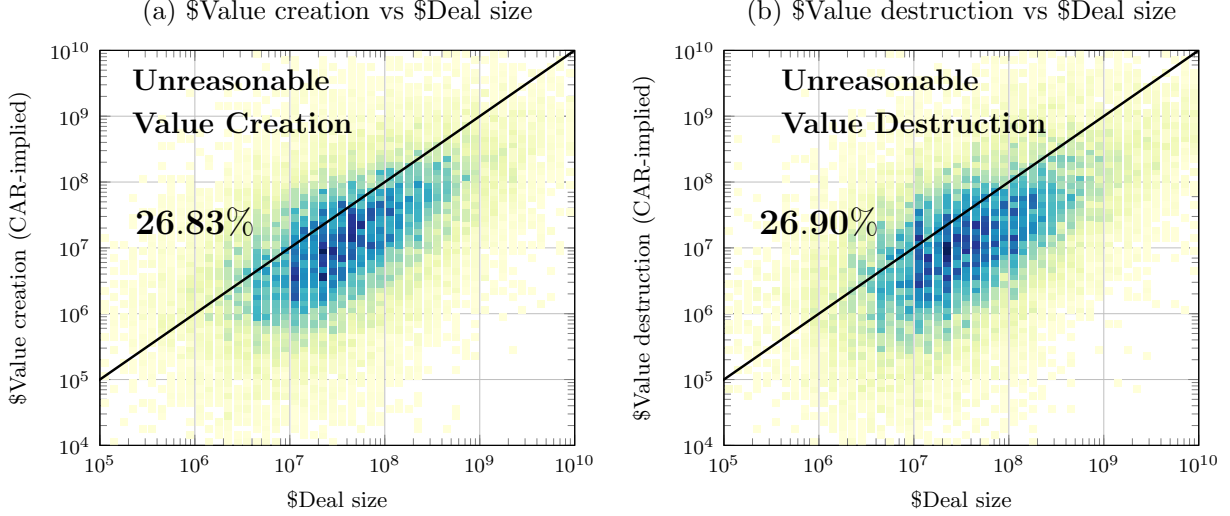 (a) $Value creation vs $Deal size
10^10
10^9
10^8
10^7
10^6
10^5
10^4
$Value creation (CAR-implied)
Unreasonable
Value Creation
26.83%
10^5 10^6 10^7 10^8 10^9 10^10
$Deal size
(b) $Value destruction vs $Deal size
10^10
10^9
10^8
10^7
10^6
10^5
10^4
$Value destruction (CAR-implied)
Unreasonable
Value Destruction
26.90%
10^5 10^6 10^7 10^8 10^9 10^10
$Deal size